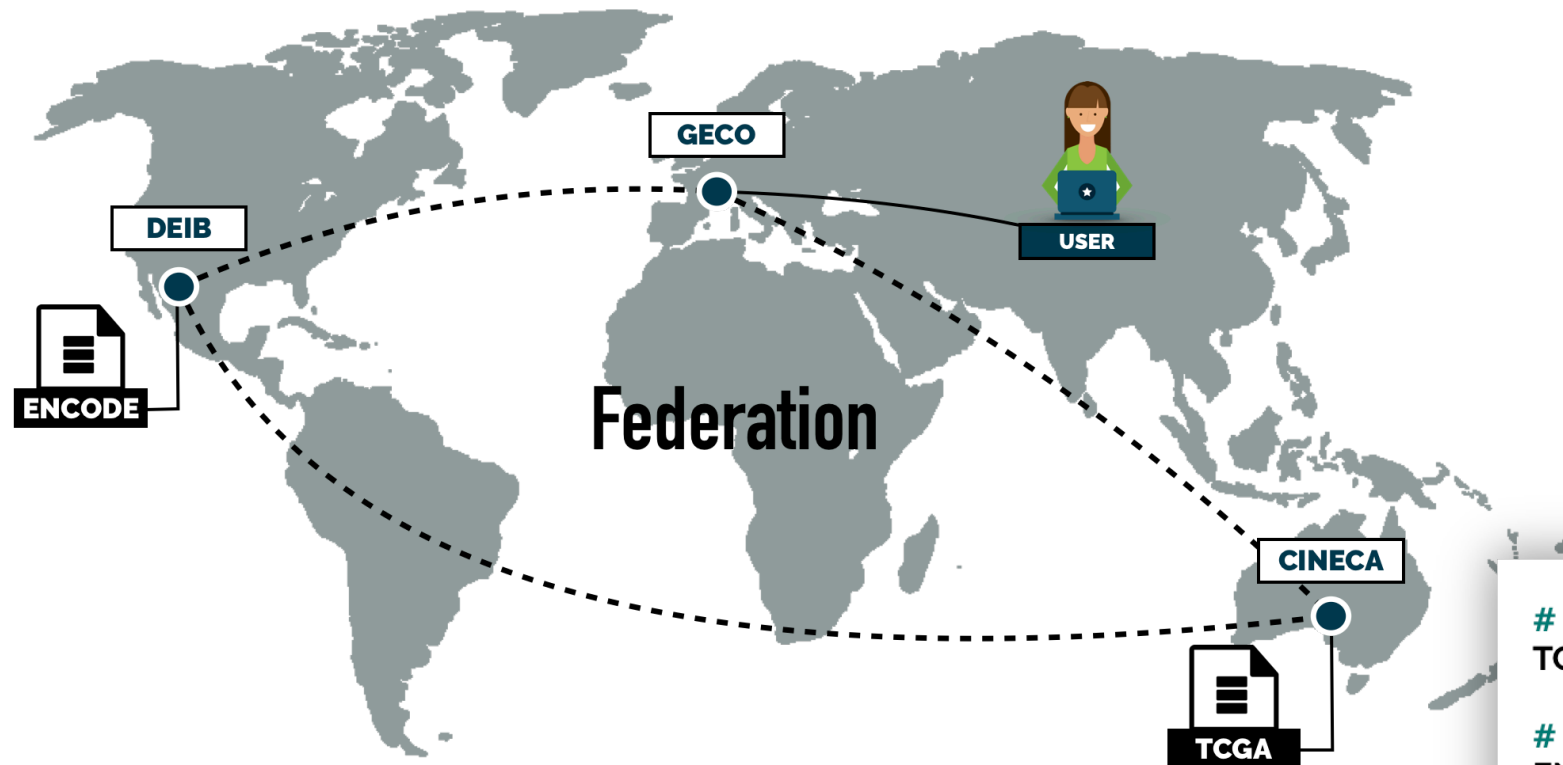 GECO
DEIB
USER
ENCODE
Federation
CINECA
TCGA
#
#